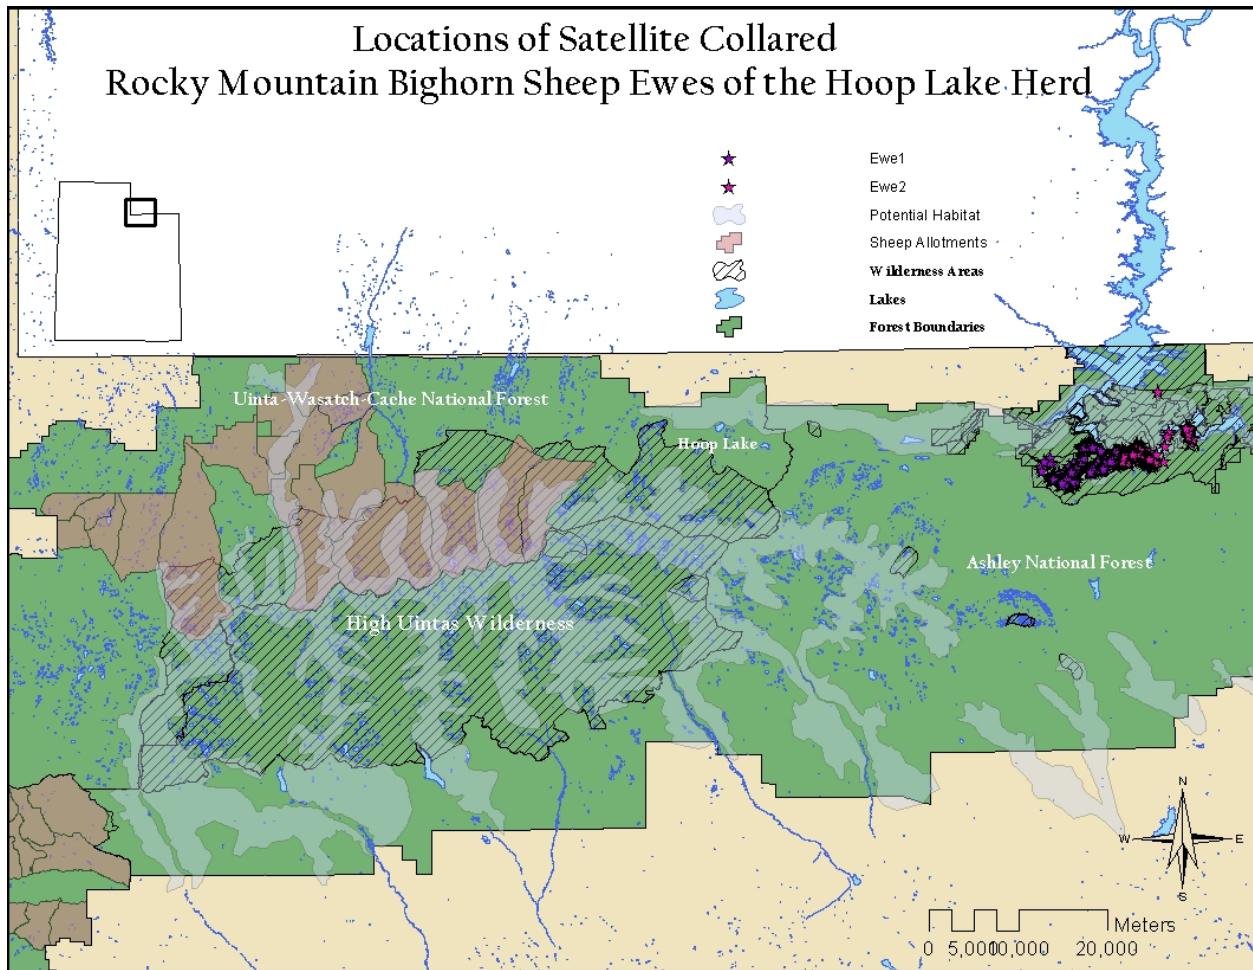 Locations of Satellite Collared
Rocky Mountain Bighorn Sheep Ewes of the Hoop Lake Herd
Ewe1
Ewe2
Potential Habitat
Sheep Allotments
Wilderness Areas
Lakes
Forest Boundaries
Uinta-Wasatch-Cache National Forest
Hoop Lake
Ashley National Forest
High Uintas Wilderness
N
W E
S
Meters
0 5,000 10,000 20,000